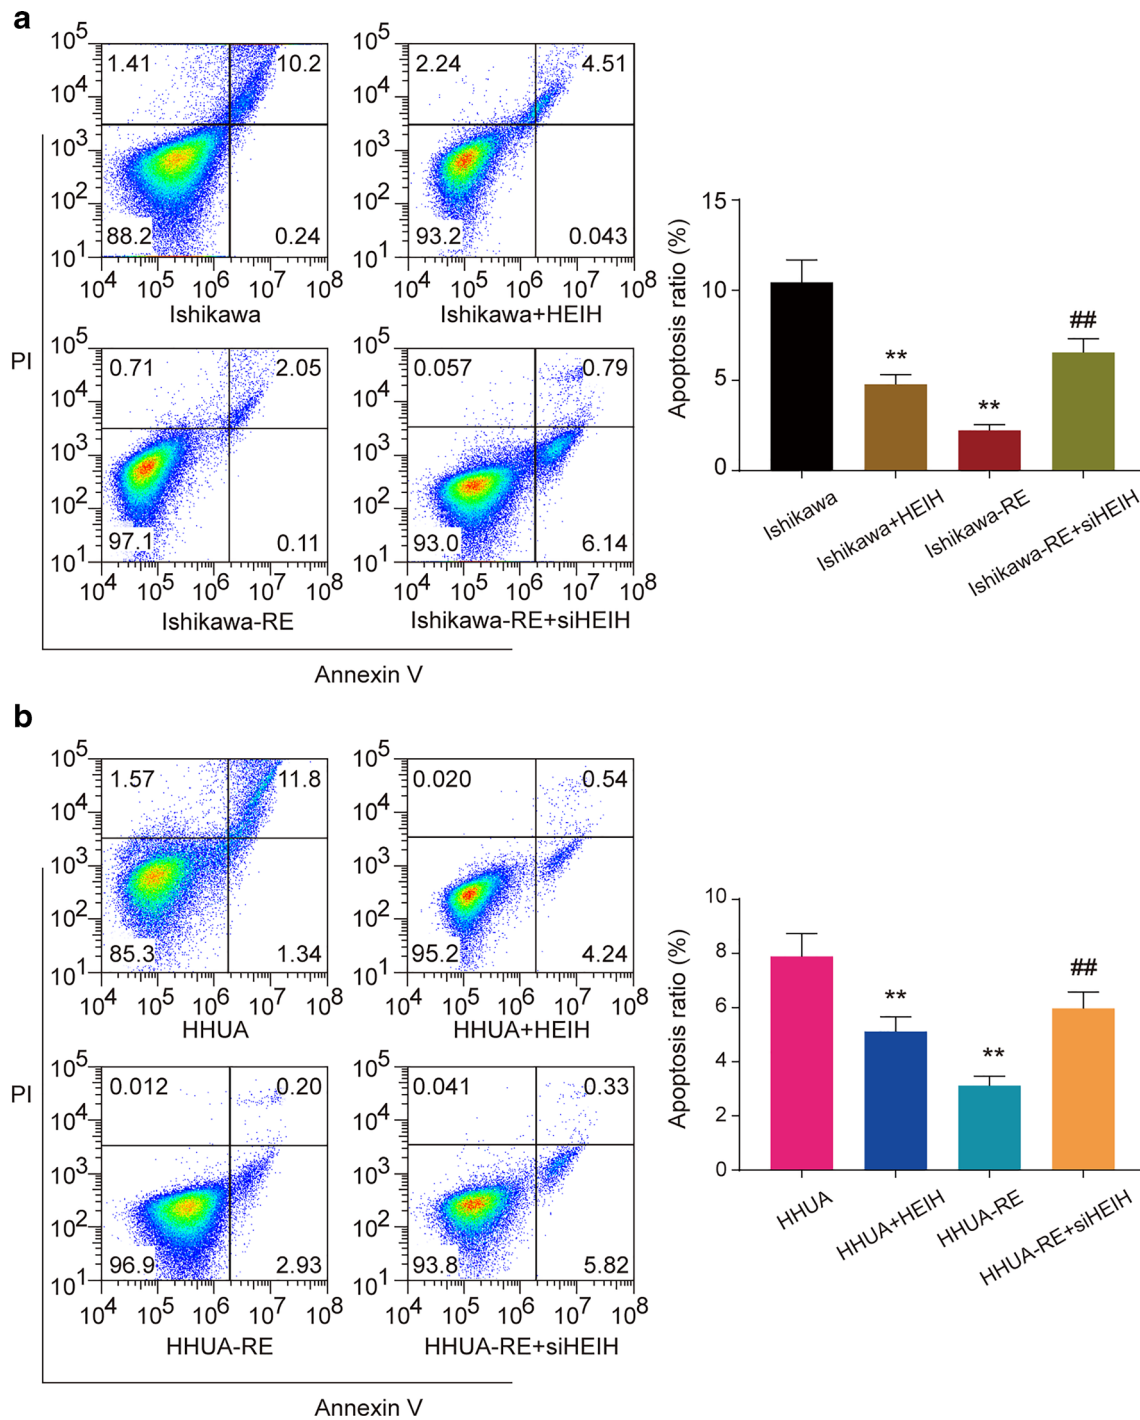 a
10^5
10^4
10^3
10^2
10^1
1.41
10.2
88.2
0.24
10^4 10^5 10^6 10^7 10^8
Ishikawa
10^5
10^4
10^3
10^2
10^1
2.24
4.51
93.2
0.043
10^4 10^5 10^6 10^7 10^8
Ishikawa+HEIH
PI
10^5
10^4
10^3
10^2
10^1
0.71
2.05
97.1
0.11
10^4 10^5 10^6 10^7 10^8
Ishikawa-RE
10^5
10^4
10^3
10^2
10^1
0.057
0.79
93.0
6.14
10^4 10^5 10^6 10^7 10^8
Ishikawa-RE+siHEIH
Annexin V
Apoptosis ratio (%)
15
10
5
0
**
**
##
Ishikawa
Ishikawa+HEIH
Ishikawa-RE
Ishikawa-RE+siHEIH
b
10^5
10^4
10^3
10^2
10^1
1.57
11.8
85.3
1.34
10^4 10^5 10^6 10^7 10^8
HHUA
10^5
10^4
10^3
10^2
10^1
0.020
0.54
95.2
4.24
10^4 10^5 10^6 10^7 10^8
HHUA+HEIH
PI
10^5
10^4
10^3
10^2
10^1
0.012
0.20
96.9
2.93
10^4 10^5 10^6 10^7 10^8
HHUA-RE
10^5
10^4
10^3
10^2
10^1
0.041
0.33
93.8
5.82
10^4 10^5 10^6 10^7 10^8
HHUA-RE+siHEIH
Annexin V
Apoptosis ratio (%)
10
8
6
4
2
0
**
**
##
HHUA
HHUA+HEIH
HHUA-RE
HHUA-RE+siHEIH